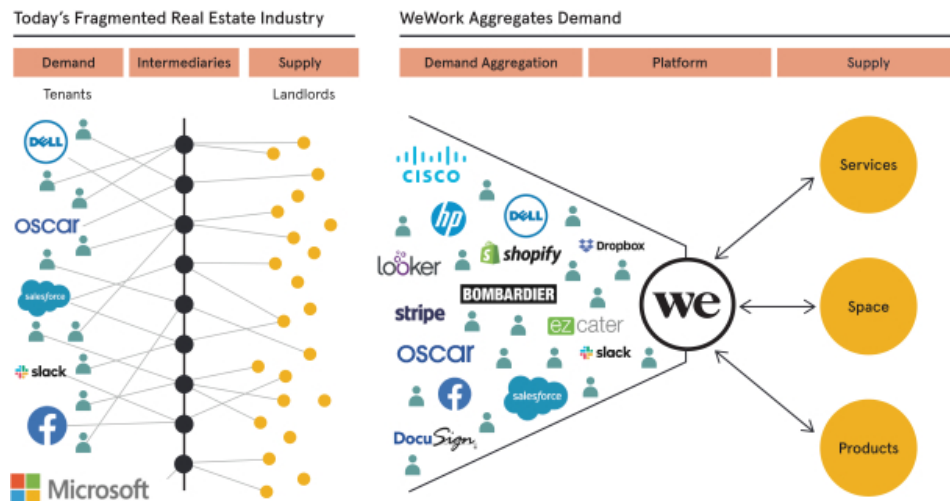 Today's Fragmented Real Estate Industry
Demand
Intermediaries
Supply
Tenants
Landlords
DELL
OSCAR
salesforce
slack
f
Microsoft
WeWork Aggregates Demand
Demand Aggregation
Platform
Supply
CISCO
hp
DELL
looker
shopify
Dropbox
BOMBARDIER
stripe
ez cater
OSCAR
slack
f
salesforce
DocuSign
we
Services
Space
Products